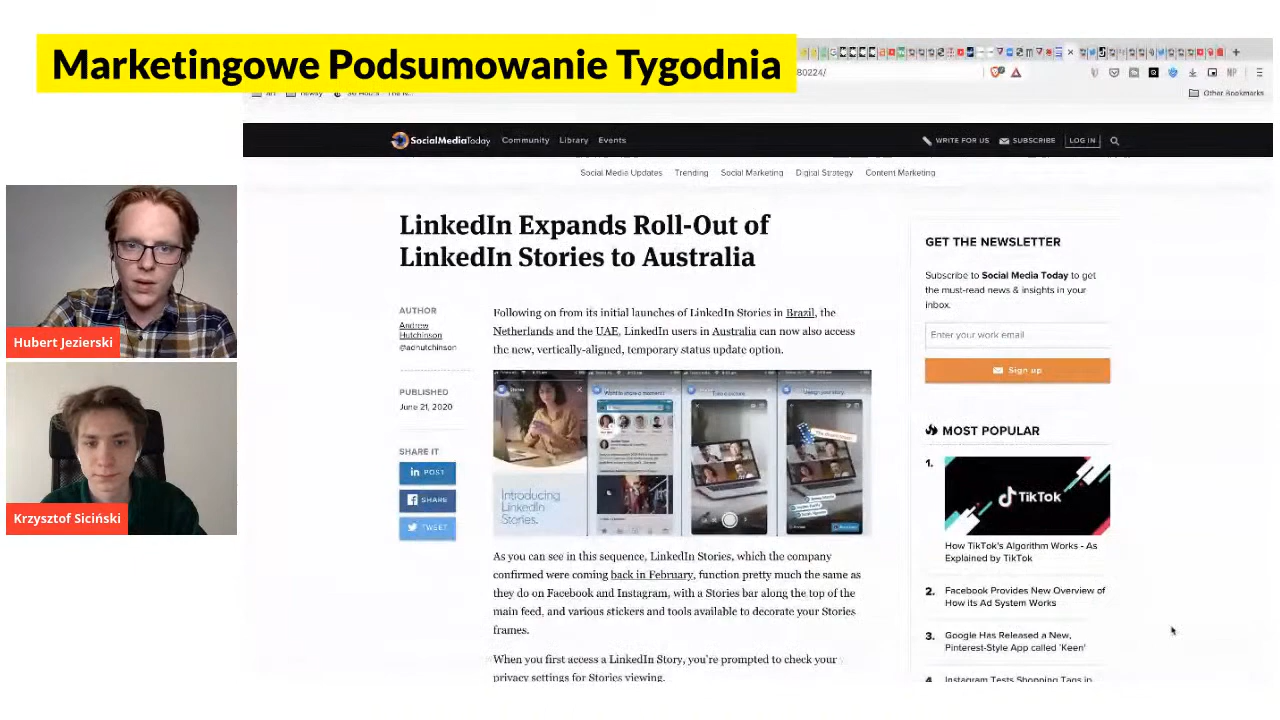 Marketingowe Podsumowanie Tygodnia
80224/
Other Bookmarks
SocialMediaToday
Community
Library
Events
WRITE FOR US
SUBSCRIBE
LOG IN
Social Media Updates
Trending
Social Marketing
Digital Strategy
Content Marketing
LinkedIn Expands Roll-Out of
LinkedIn Stories to Australia
AUTHOR
Andrew
Hutchinson
@adhutchinson
PUBLISHED
June 21, 2020
SHARE IT
POST
SHARE
TWEET
Following on from its initial launches of LinkedIn Stories in Brazil, the
Netherlands and the UAE, LinkedIn users in Australia can now also access
the new, vertically-aligned, temporary status update option.
Introducing
LinkedIn
Stories.
As you can see in this sequence, LinkedIn Stories, which the company
confirmed were coming back in February, function pretty much the same as
they do on Facebook and Instagram, with a Stories bar along the top of the
main feed, and various stickers and tools available to decorate your Stories
frames.
When you first access a LinkedIn Story, you're prompted to check your
privacy settings for Stories viewing.
GET THE NEWSLETTER
Subscribe to Social Media Today to get
the must-read news & insights in your
inbox.
Enter your work email
Sign up
MOST POPULAR
1.
TikTok
How TikTok's Algorithm Works - As
Explained by TikTok
2. Facebook Provides New Overview of
How its Ad System Works
3. Google Has Released a New,
Pinterest-Style App called 'Keen'
4. Instagram Tests Shopping Tags in
Hubert Jezierski
Krzysztof Siciński